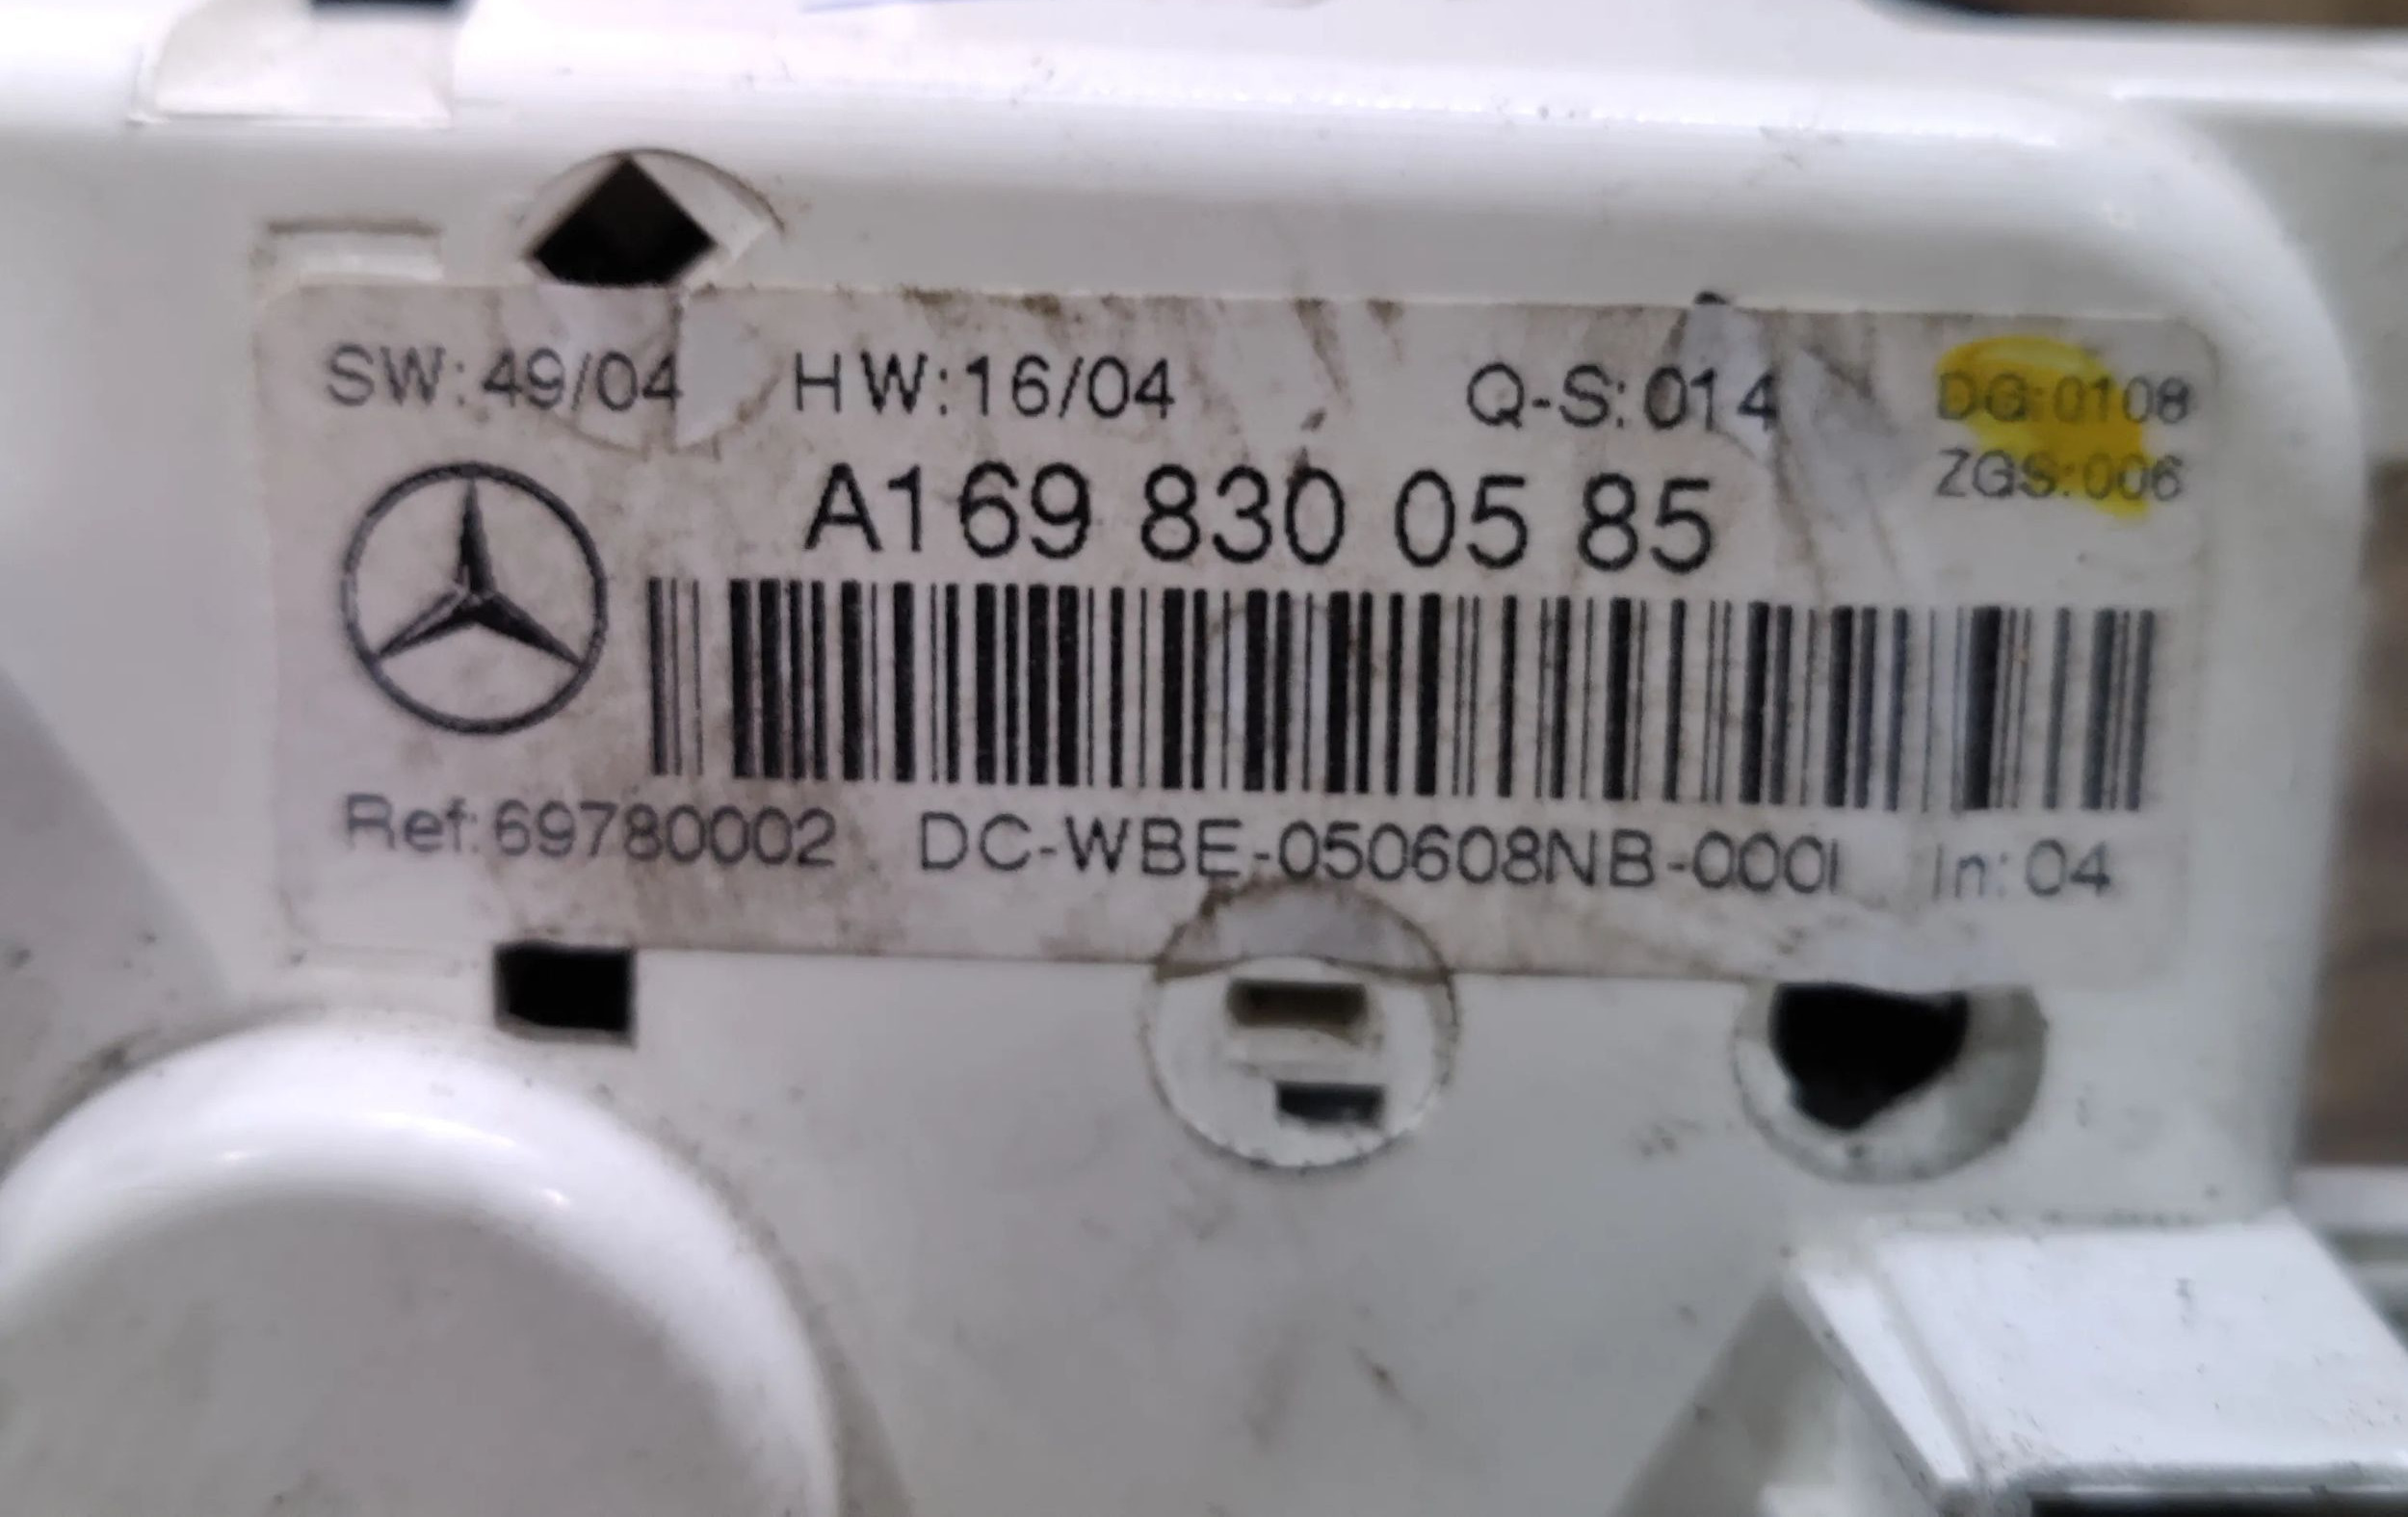 SW: 49/04 HW:16/04 Q-S: 014 DG:0108
ZGS:006
A169 830 05 85
Ref: 69780002 DC-WBE-050608NB-000I In: 04